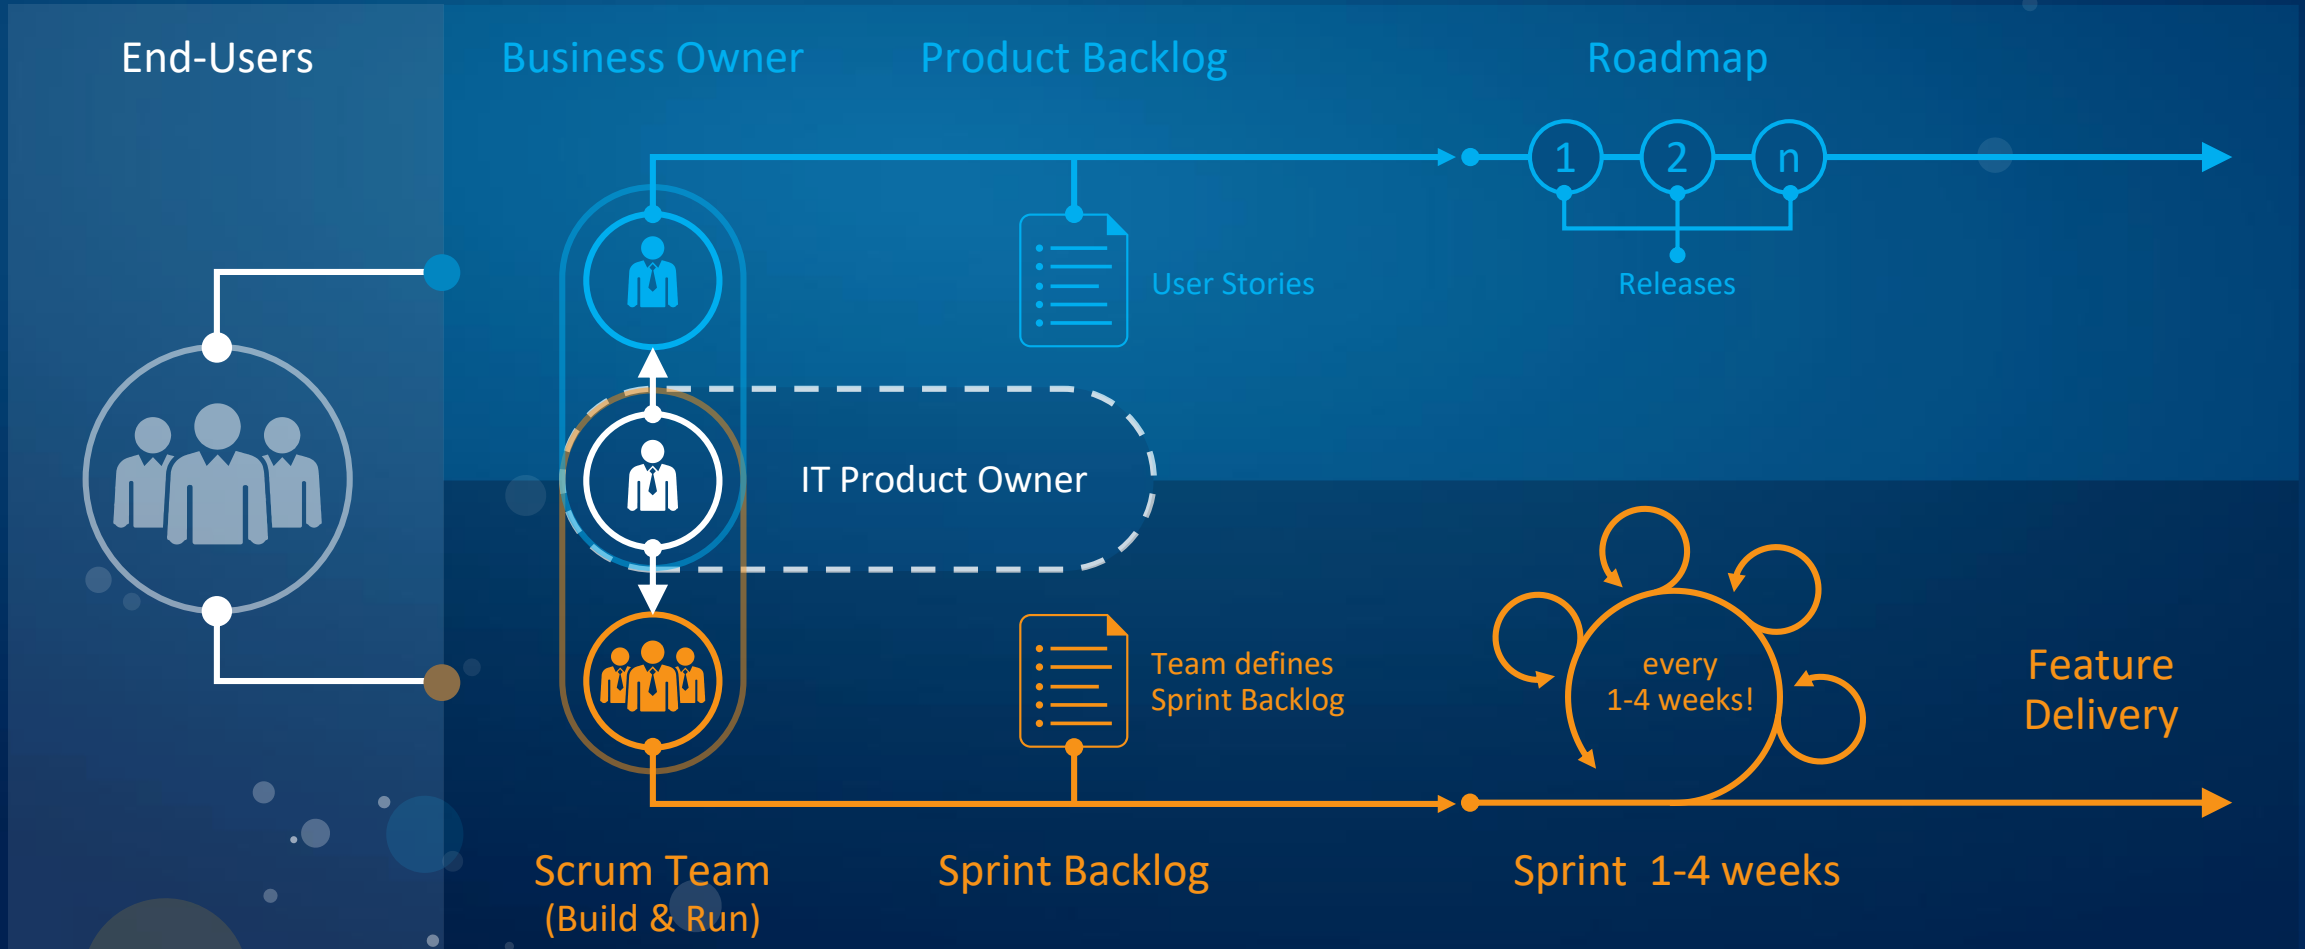 End-Users
Business Owner
Product Backlog
Roadmap
1
2
n
User Stories
Releases
IT Product Owner
Team defines
Sprint Backlog
every
1-4 weeks!
Feature
Delivery
Scrum Team
(Build & Run)
Sprint Backlog
Sprint  1-4 weeks